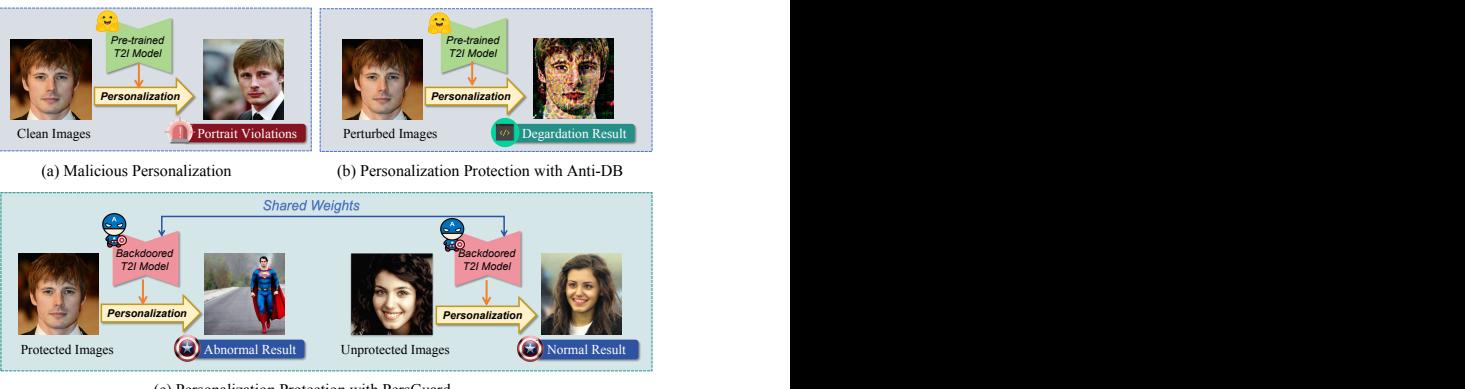 Pre-trained
T2I Model
Personalization
Clean Images
Portrait Violations
(a) Malicious Personalization
Pre-trained
T2I Model
Personalization
Perturbed Images
</>
Degardation Result
(b) Personalization Protection with Anti-DB
Shared Weights
A
Backdoored
T2I Model
Personalization
Protected Images
Abnormal Result
A
Backdoored
T2I Model
Personalization
Unprotected Images
Normal Result
(c) Personalization Protection with PersGuard